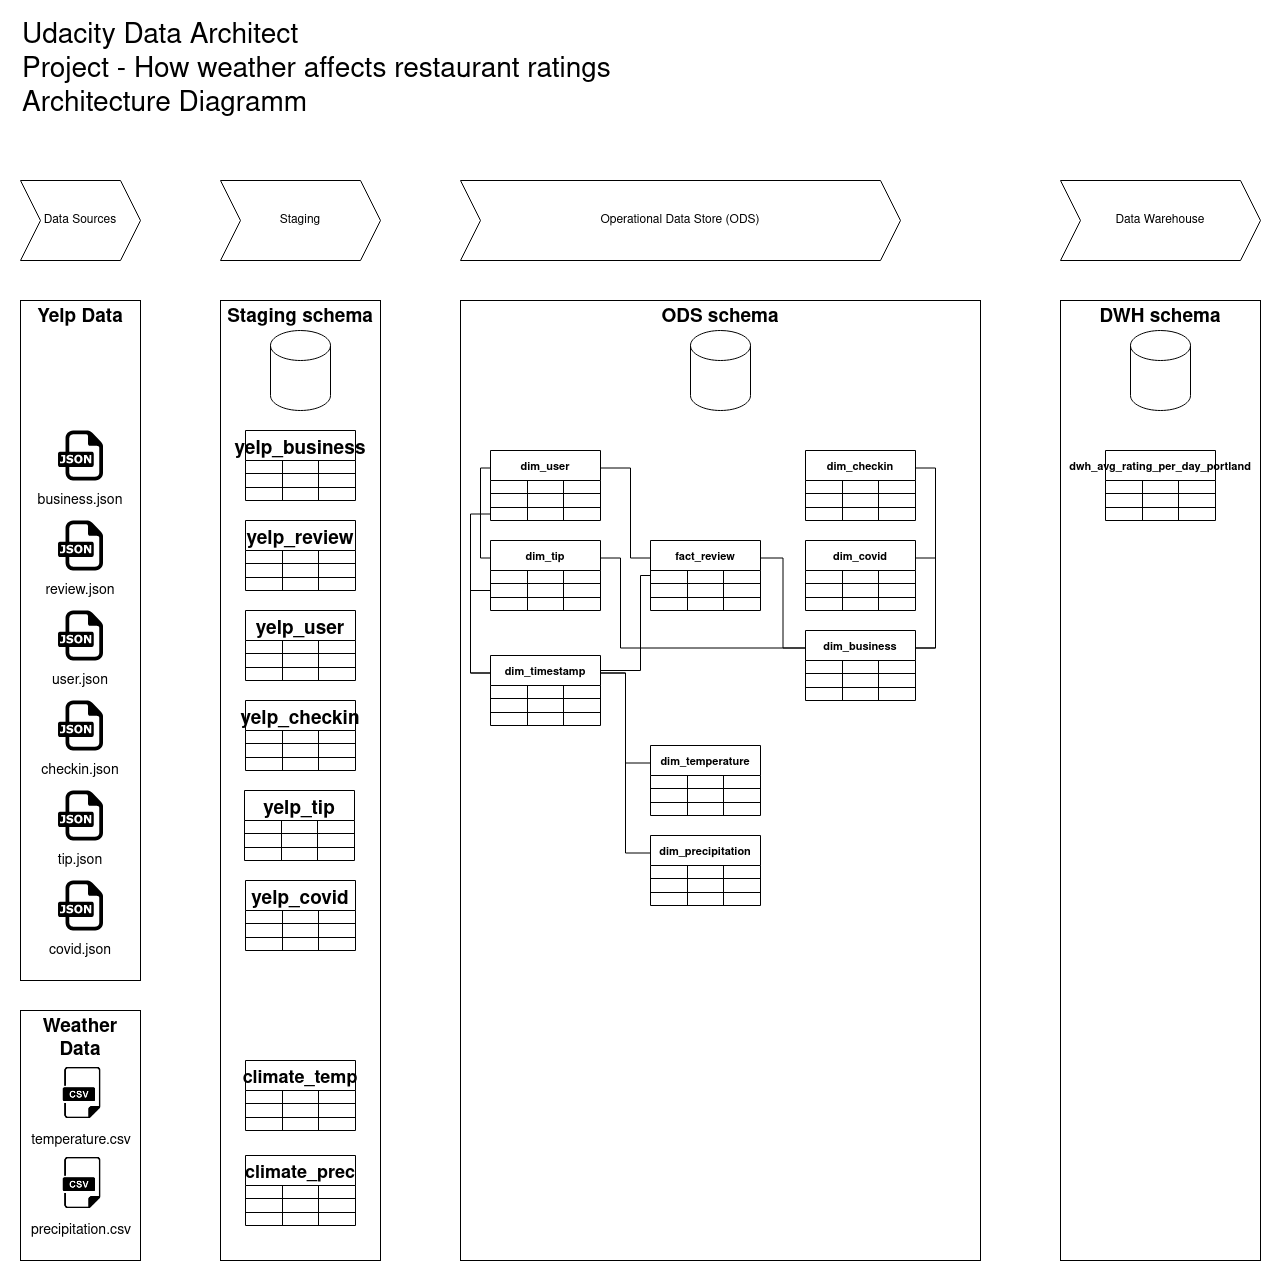 Udacity Data Architect
Project - How weather affects restaurant ratings
Architecture Diagramm
Data Sources
Staging
Operational Data Store (ODS)
Data Warehouse
Yelp Data
JSON
business.json
JSON
review.json
JSON
user.json
JSON
checkin.json
JSON
tip.json
JSON
covid.json
Weather
Data
CSV
temperature.csv
CSV
precipitation.csv
Staging schema
yelp_business
yelp_review
yelp_user
yelp_checkin
yelp_tip
yelp_covid
climate_temp
climate_prec
ODS schema
dim_user
dim_checkin
dim_tip
fact_review
dim_covid
dim_business
dim_timestamp
dim_temperature
dim_precipitation
DWH schema
dwh_avg_rating_per_day_portland